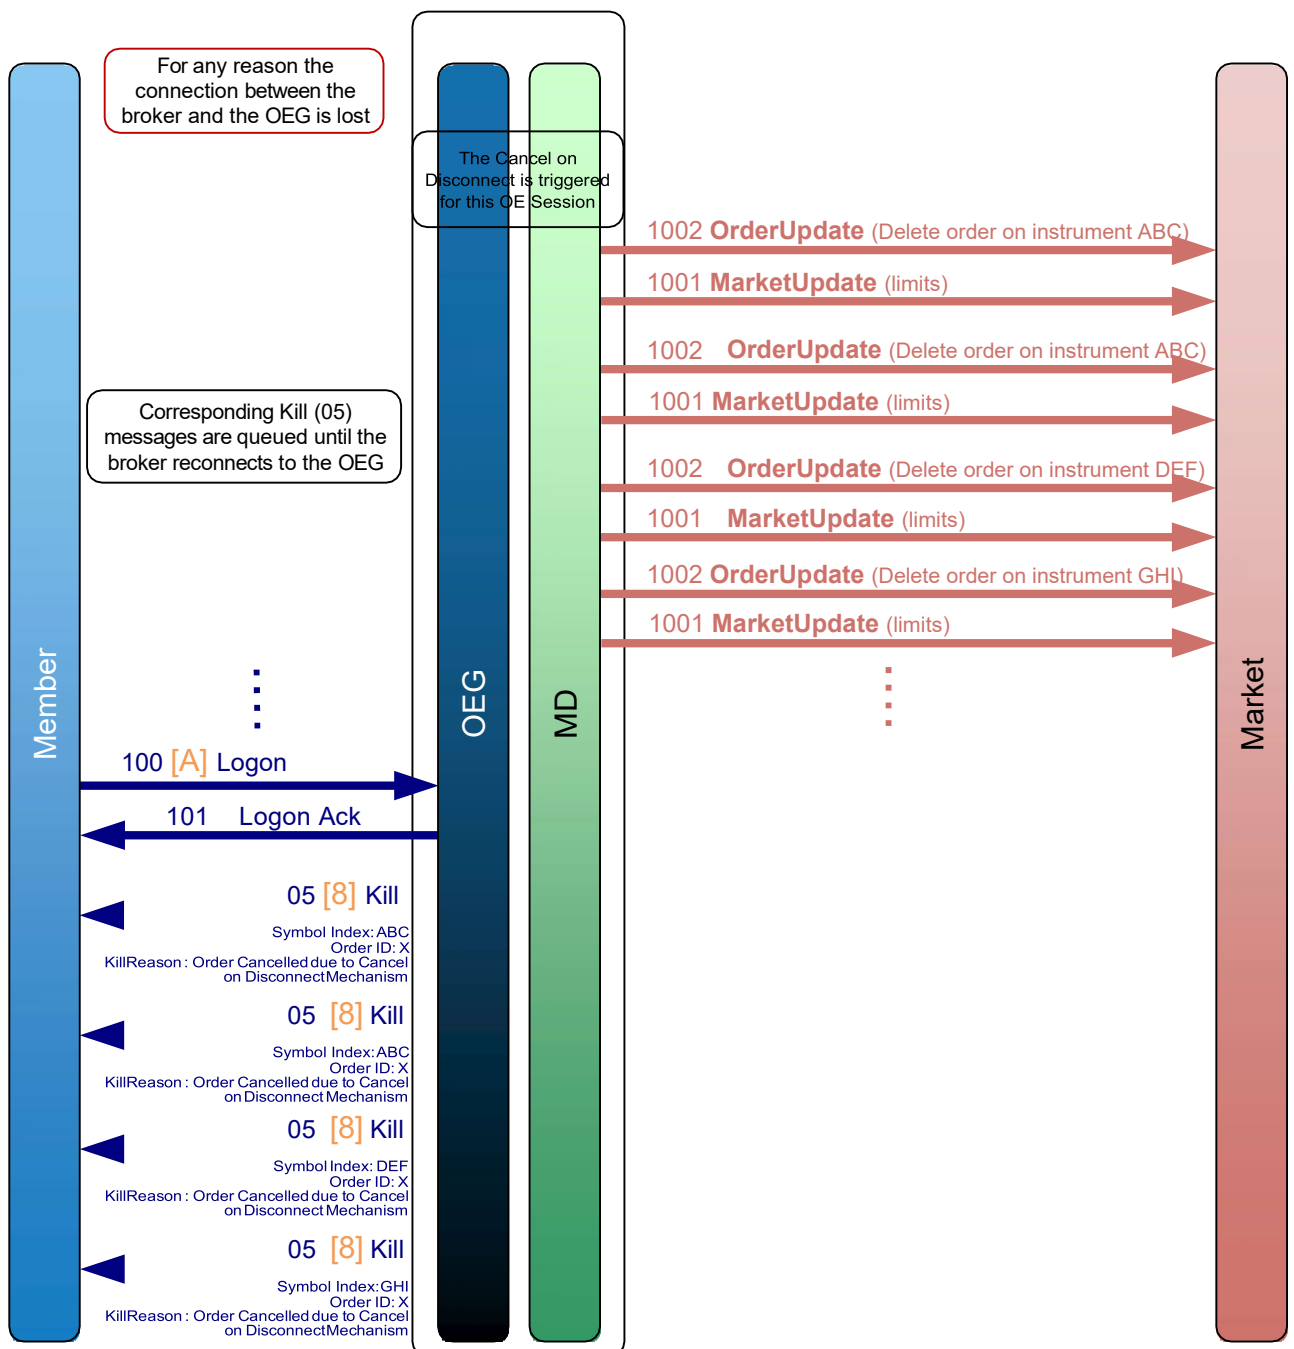 For any reason the
connection between the
broker and the OEG is lost
The Cancel on
Disconnect is triggered
for this OE Session
1002 OrderUpdate (Delete order on instrument ABC)
1001 MarketUpdate (limits)
1002 OrderUpdate (Delete order on instrument ABC)
1001 MarketUpdate (limits)
Corresponding Kill (05)
messages are queued until the
broker reconnects to the OEG
1002 OrderUpdate (Delete order on instrument DEF)
1001 MarketUpdate (limits)
1002 OrderUpdate (Delete order on instrument GHI)
1001 MarketUpdate (limits)
Member
OEG
MD
Market
100 [A] Logon
101 Logon Ack
05 [8] Kill
Symbol Index: ABC
Order ID: X
KillReason : Order Cancelled due to Cancel
on Disconnect Mechanism
05 [8] Kill
Symbol Index: ABC
Order ID: X
KillReason : Order Cancelled due to Cancel
on Disconnect Mechanism
05 [8] Kill
Symbol Index: DEF
Order ID: X
KillReason : Order Cancelled due to Cancel
on Disconnect Mechanism
05 [8] Kill
Symbol Index: GHI
Order ID: X
KillReason : Order Cancelled due to Cancel
on Disconnect Mechanism